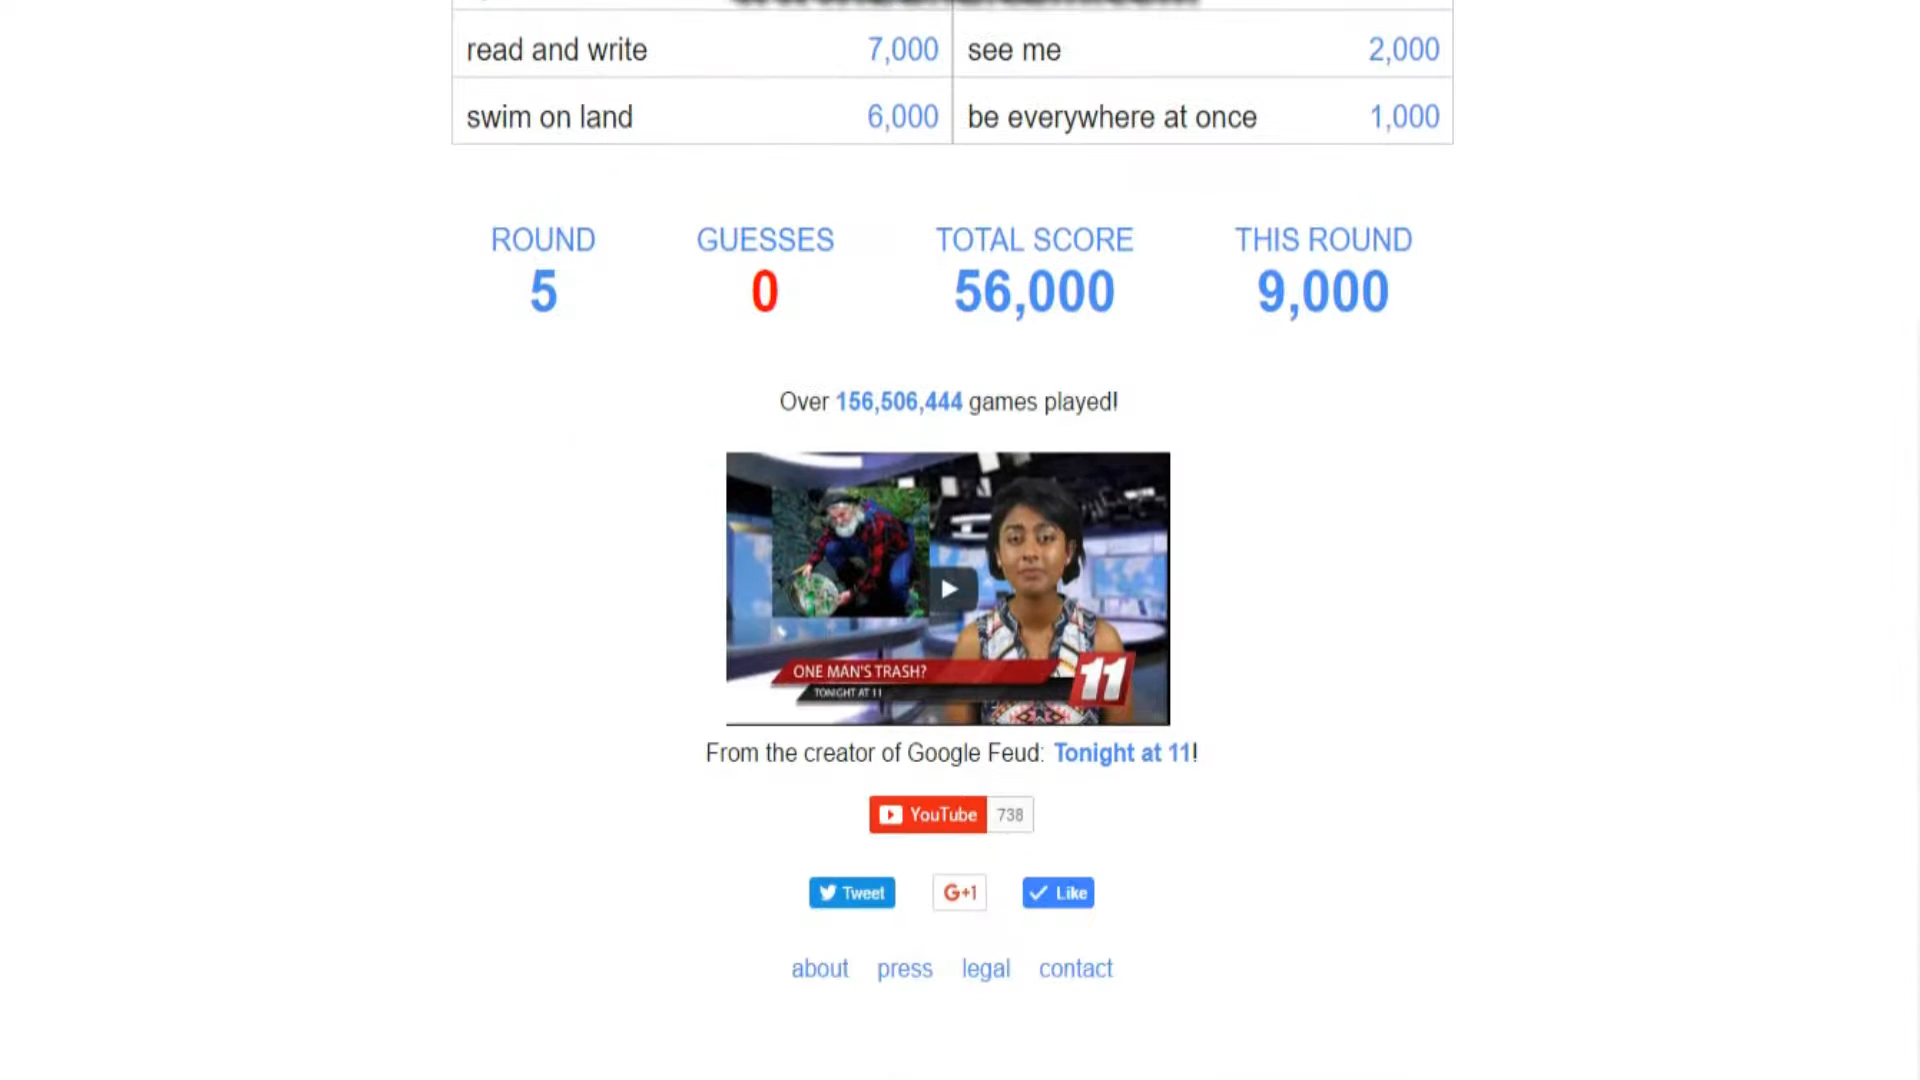 read and write 7,000 see me 2,000
swim on land 6,000 be everywhere at once 1,000
ROUND GUESSES TOTAL SCORE THIS ROUND
5 0 56,000 9,000
Over 156,506,444 games played!
ONE MAN'S TRASH?
TONIGHT AT 11
11
From the creator of Google Feud: Tonight at 11!
YouTube 738
Tweet G+1 Like
about press legal contact